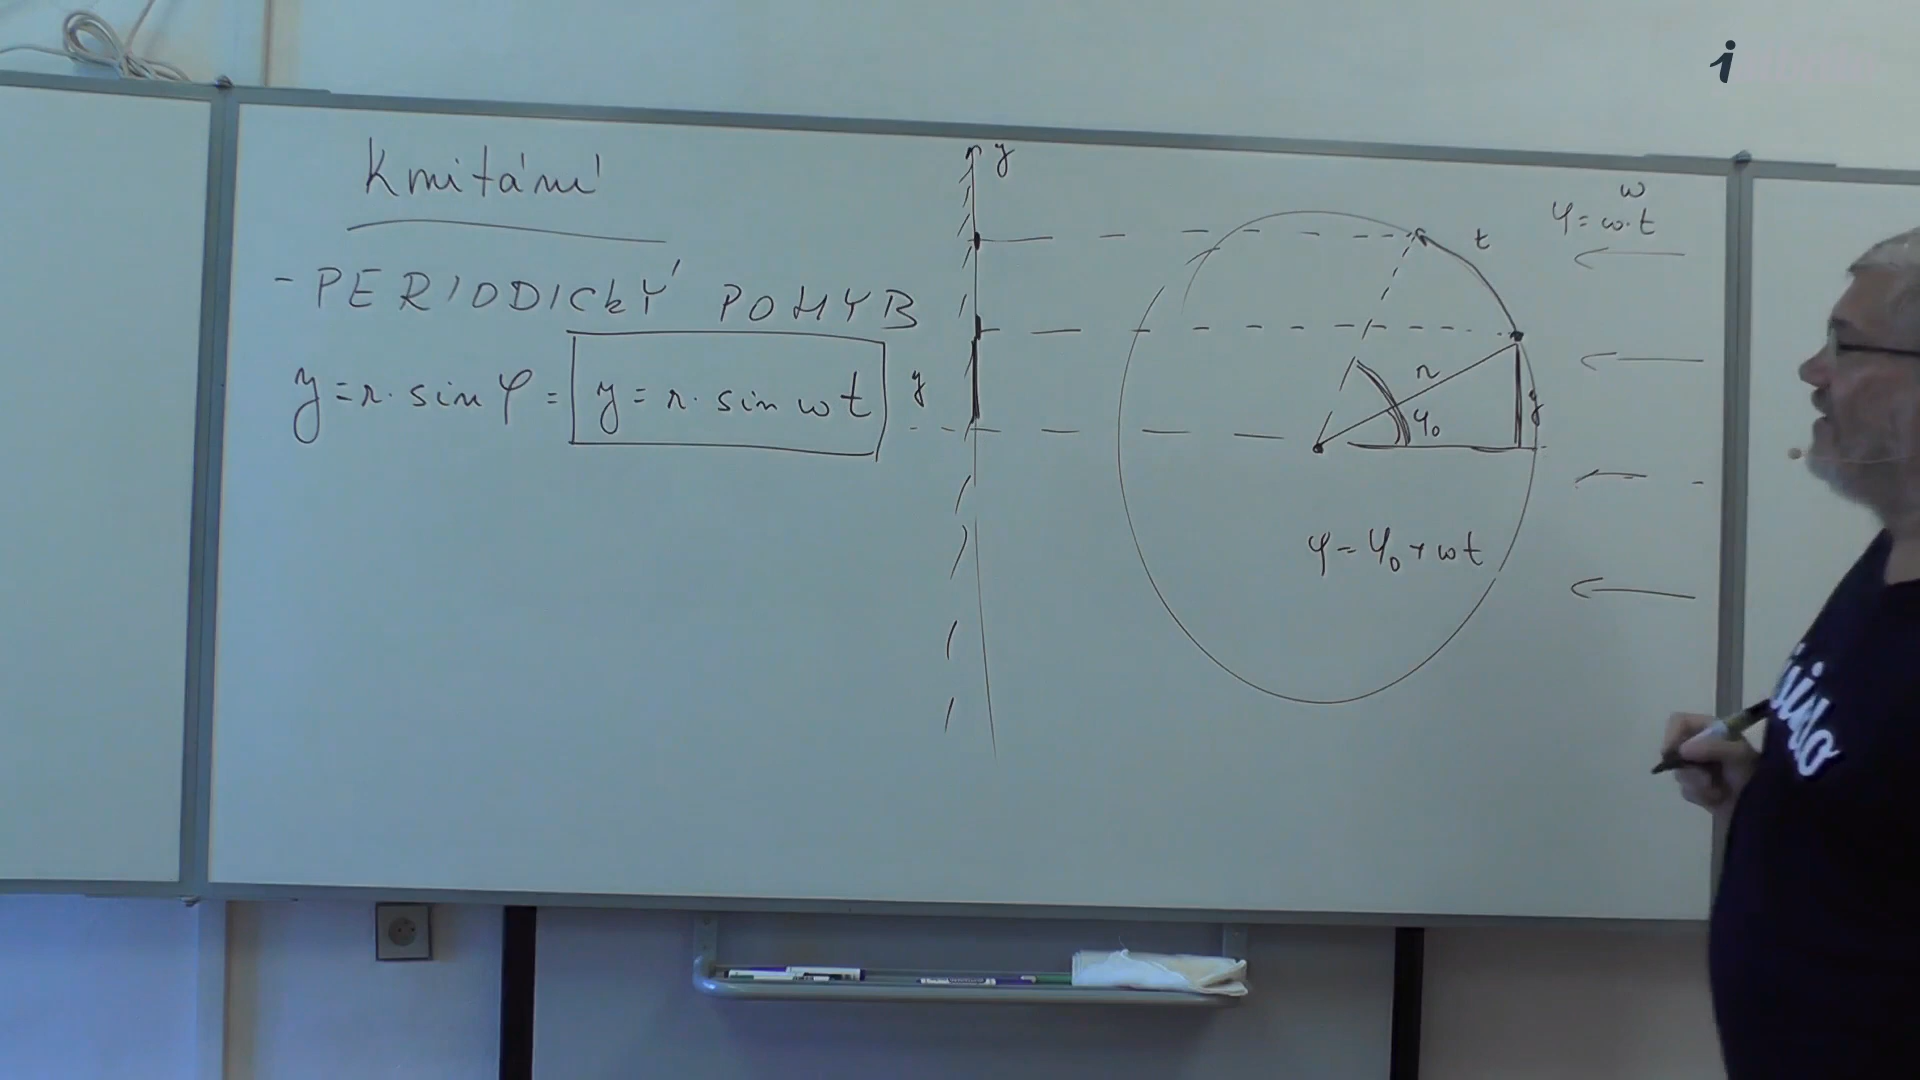 Kmitání
- PERIODICKÝ POHYB
y = r. sin φ = y = r. sin ωt
y
y
t
ω
φ = ω.t
r
y
φ₀
φ = φ₀ + ωt
i